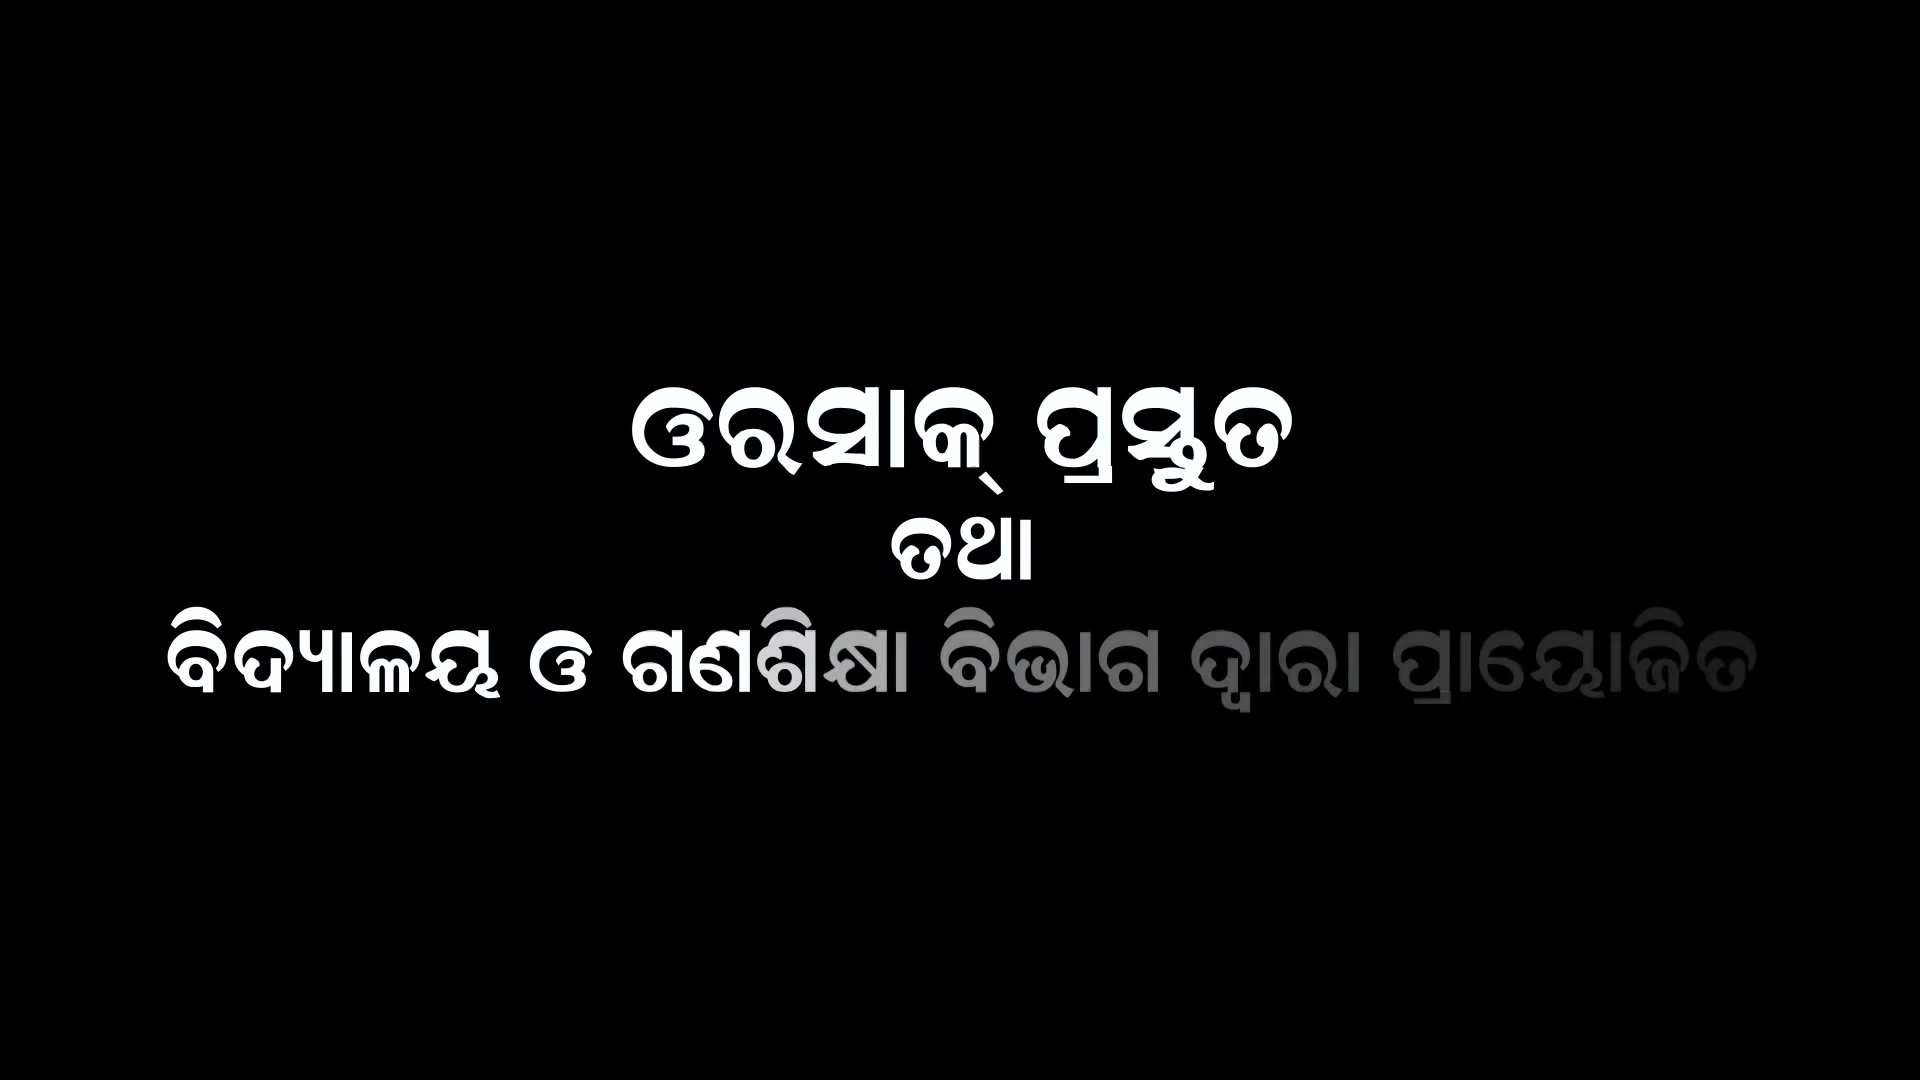 ଓରସାକ୍ ପ୍ରସ୍ତୁତ
ତଥା
ବିଦ୍ୟାଳୟ ଓ ଗଣଶିକ୍ଷା ବିଭାଗ ଦ୍ୱାରା ପ୍ରାୟୋଜିତ